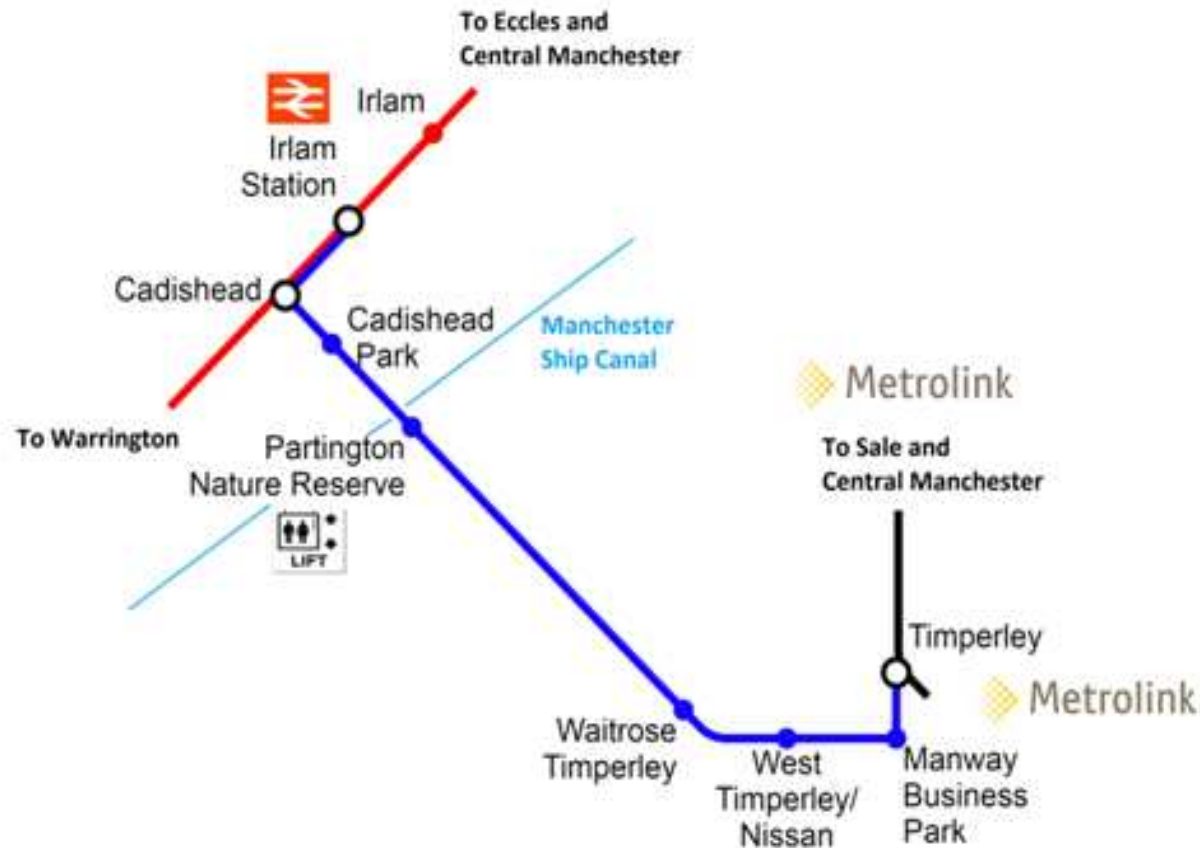 To Eccles and
Central Manchester
Irlam
Irlam
Station
Cadishead
Cadishead
Park
Manchester
Ship Canal
Metrolink
To Warrington
Partington
Nature Reserve
LIFT
To Sale and
Central Manchester
Timperley
Metrolink
Waitrose
Timperley
West
Timperley/
Nissan
Manway
Business
Park